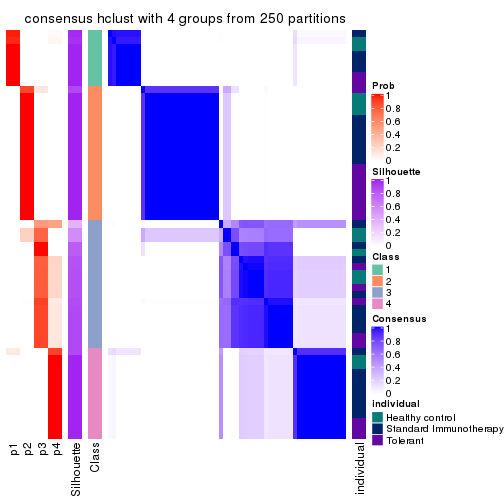 consensus hclust with 4 groups from 250 partitions
Prob
1
0.8
0.6
0.4
0.2
0
Silhouette
1
0.8
0.6
0.4
0.2
0
Class
1
2
3
4
Consensus
1
0.8
0.6
0.4
0.2
0
individual
Healthy control
Standard Immunotherapy
Tolerant
p1
p2
p3
p4
Silhouette
Class
individual